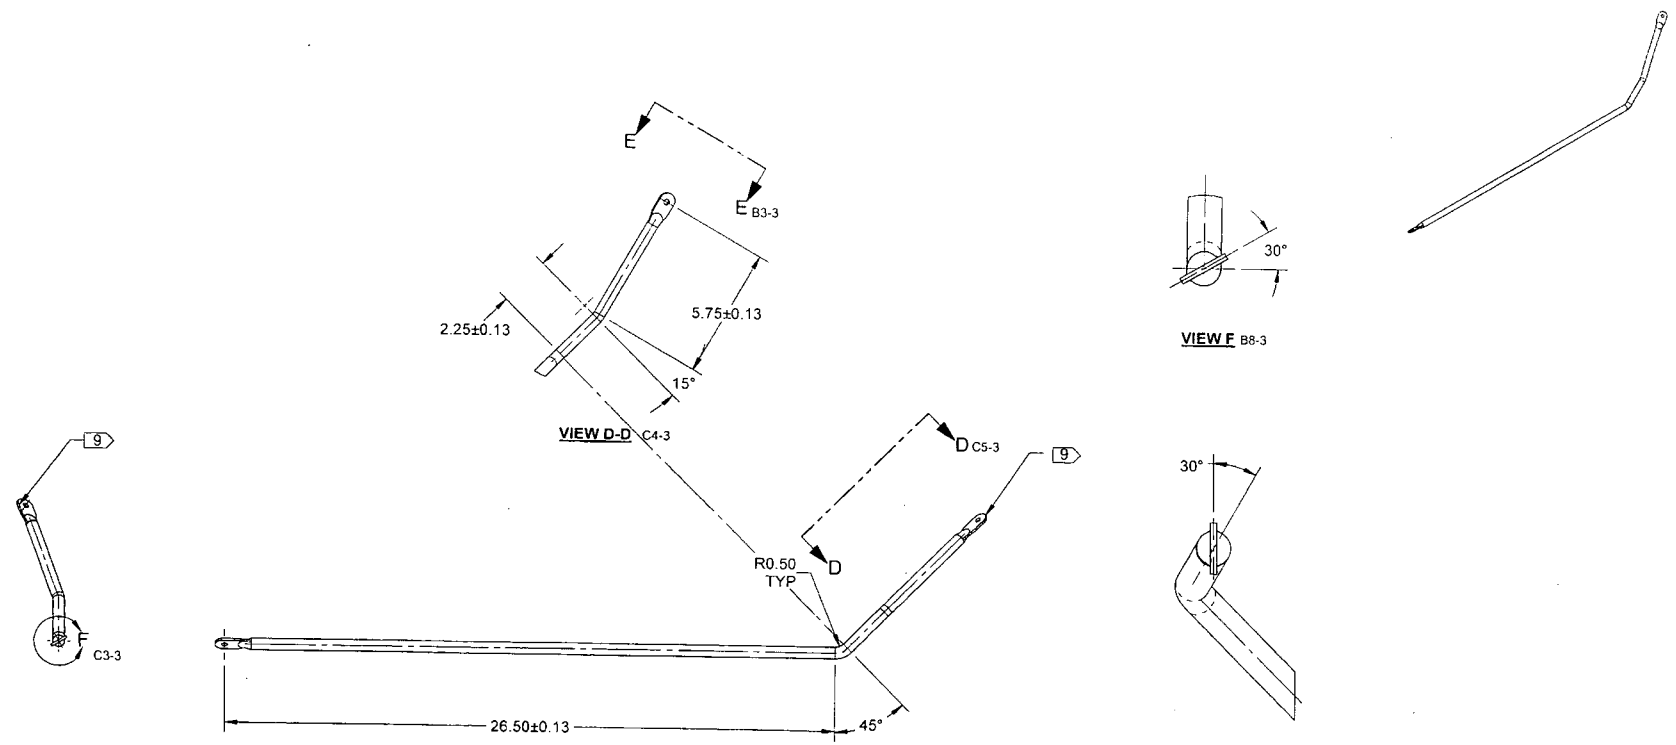 E
E B3-3
30°
5.75±0.13
2.25±0.13
VIEW F B8-3
15°
VIEW D-D C4-3
9
D C5-3
9
30°
R0.50
TYP
D
F
C3-3
26.50±0.13
45°